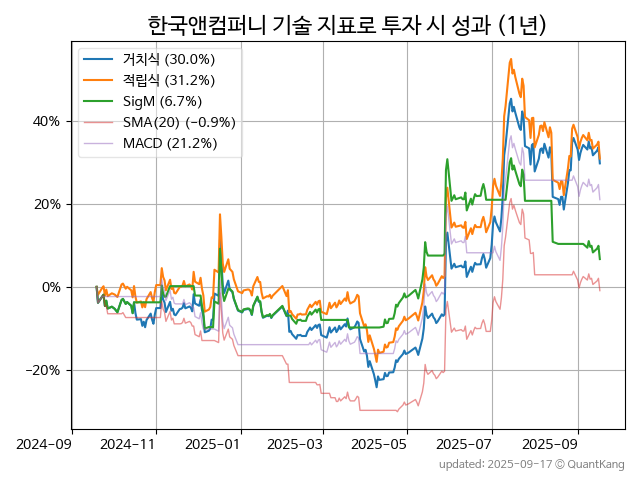 한국앤컴퍼니 기술 지표로 투자 시 성과 (1년)
거치식 (30.0%)
적립식 (31.2%)
SigM (6.7%)
SMA(20) (−0.9%)
MACD (21.2%)
40%
20%
0%
−20%
2024-09 2024-11 2025-01 2025-03 2025-05 2025-07 2025-09
updated: 2025-09-17 © QuantKang